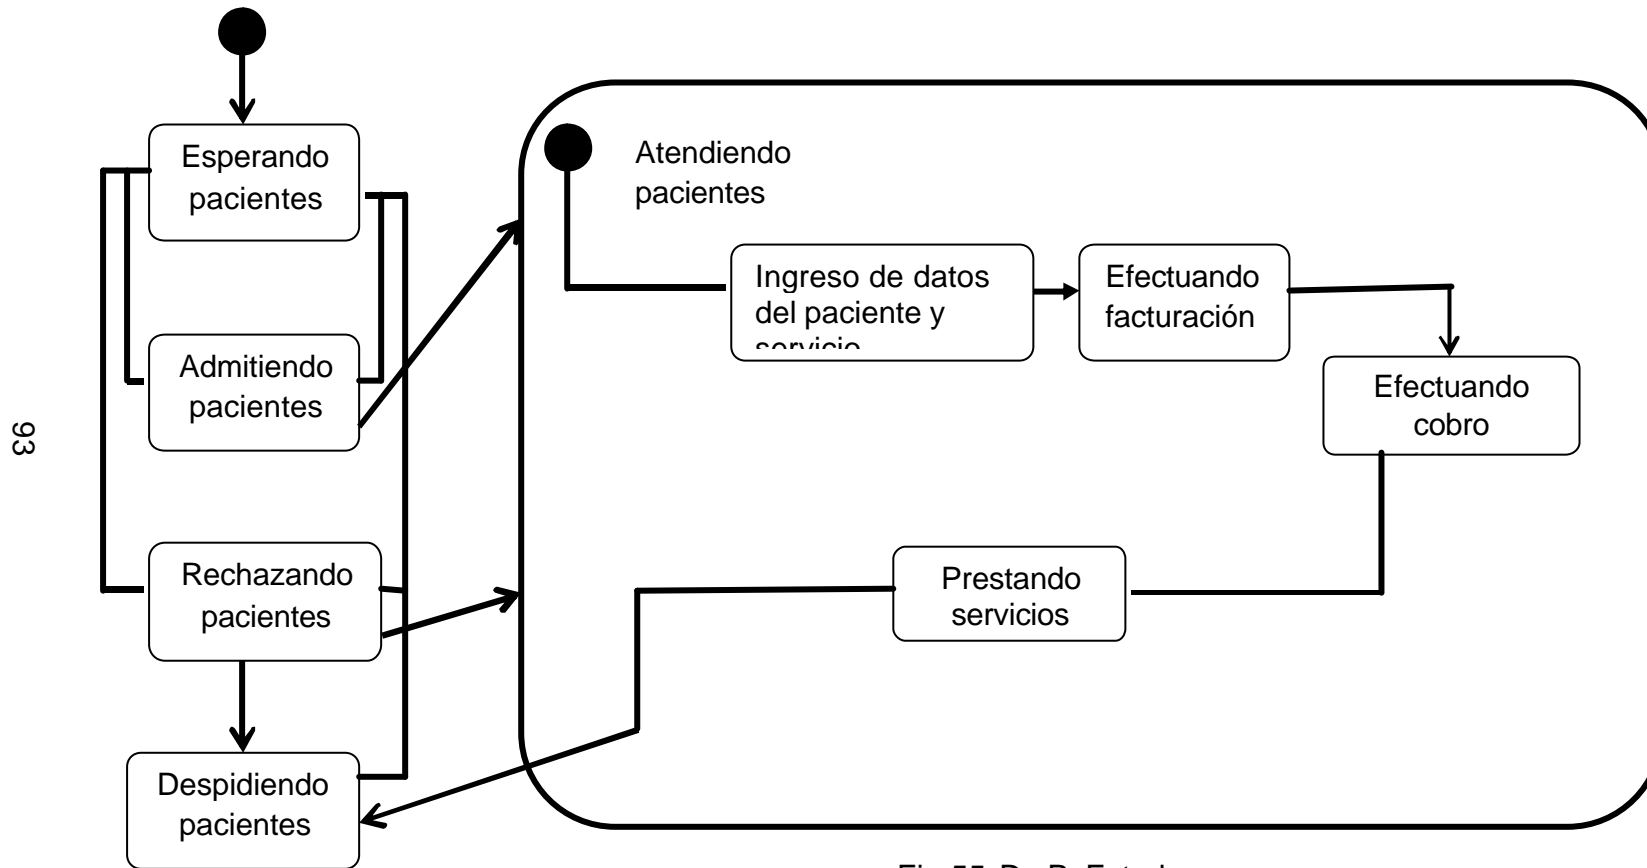 Esperando
pacientes
Admitiendo
pacientes
Rechazando
pacientes
Despidiendo
pacientes
Atendiendo
pacientes
Ingreso de datos
del paciente y
servicio
Efectuando
facturación
Efectuando
cobro
Prestando
servicios
93